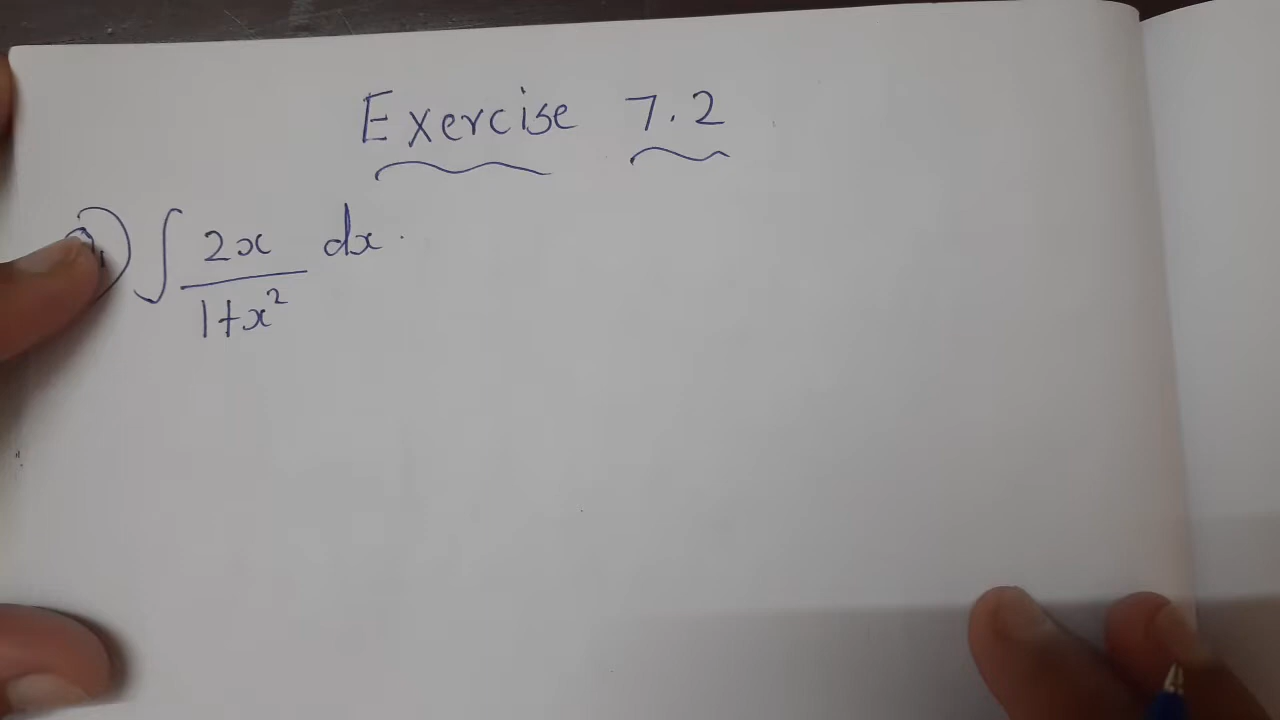 Exercise 7.2
∫ 2x/(1+x²) dx.